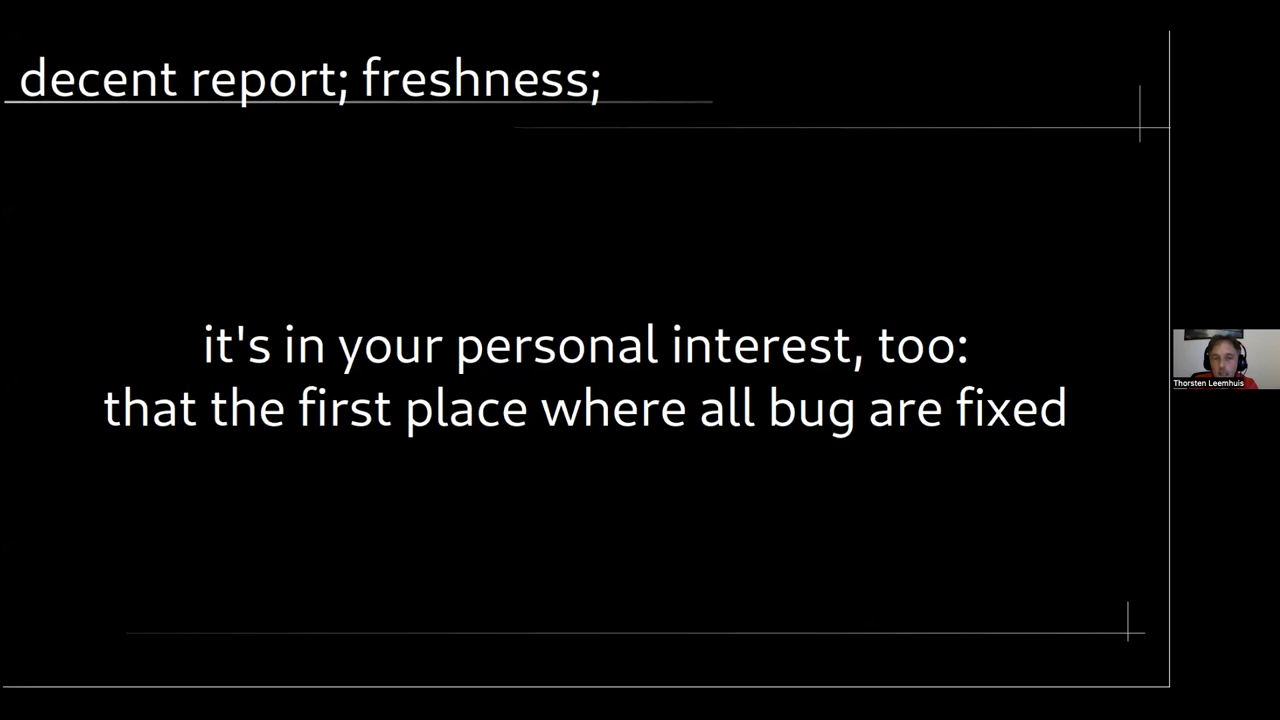 decent report; freshness;
it's in your personal interest, too:
that the first place where all bug are fixed
Thorsten Leemhuis